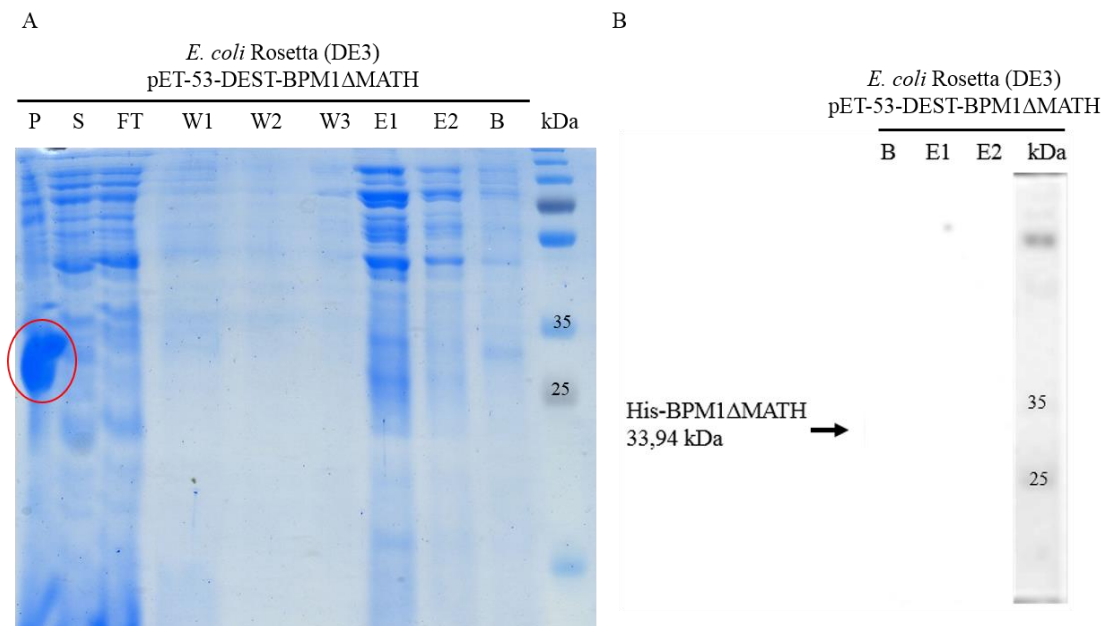 A
E. coli Rosetta (DE3)
pET-53-DEST-BPM1ΔMATH
P S FT W1 W2 W3 E1 E2 B kDa
35
25
B
E. coli Rosetta (DE3)
pET-53-DEST-BPM1ΔMATH
B E1 E2 kDa
35
25
His-BPM1ΔMATH
33,94 kDa